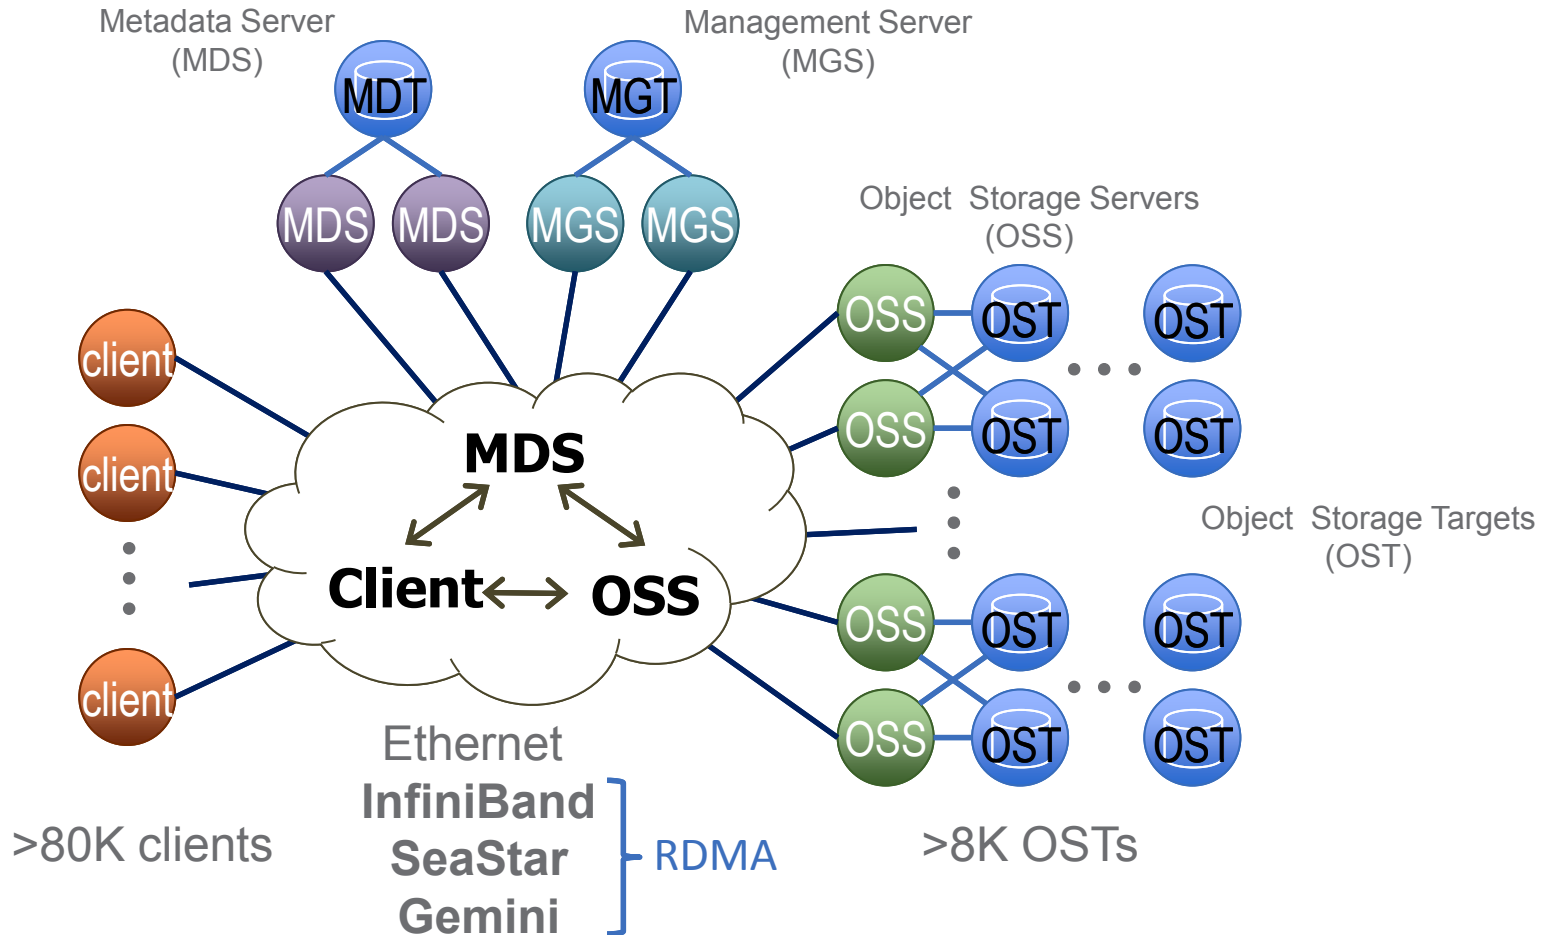 Metadata Server
(MDS)
Management Server
(MGS)
MDT
MGT
MDS
MDS
MGS
MGS
Object Storage Servers
(OSS)
client
client
client
OSS
OST
OST
OSS
OST
OST
MDS
Client
OSS
Object Storage Targets
(OST)
OSS
OST
OST
OSS
OST
OST
Ethernet
InfiniBand
SeaStar
Gemini
RDMA
>80K clients
>8K OSTs